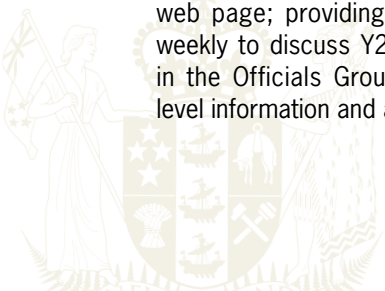 web page; providing
weekly to discuss Y2
in the Officials Grou
level information and a